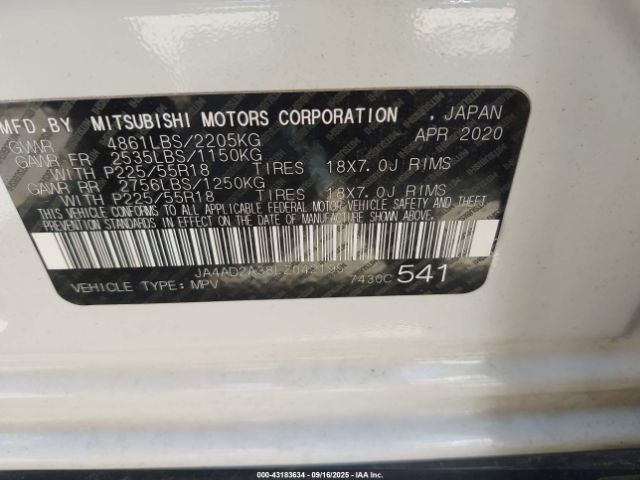 MFD.BY MITSUBISHI MOTORS CORPORATION . JAPAN
GVWR 4861LBS/2205KG APR 2020
GAWR FR 2535LBS/1150KG
WITH P225/55R18 TIRES 18X7.0J RIMS
GAWR RR 2756LBS/1250KG
WITH P225/55R18 TIRES 18X7.0J RIMS
THIS VEHICLE CONFORMS TO ALL APPLICABLE FEDERAL MOTOR VEHICLE SAFETY AND THEFT
PREVENTION STANDARDS IN EFFECT ON THE DATE OF MANUFACTURE SHOWN ABOVE.
JA4AD2A38LZ042199
7430C 541
VEHICLE TYPE: MPV
000-43183634 - 09/16/2025 - IAA Inc.